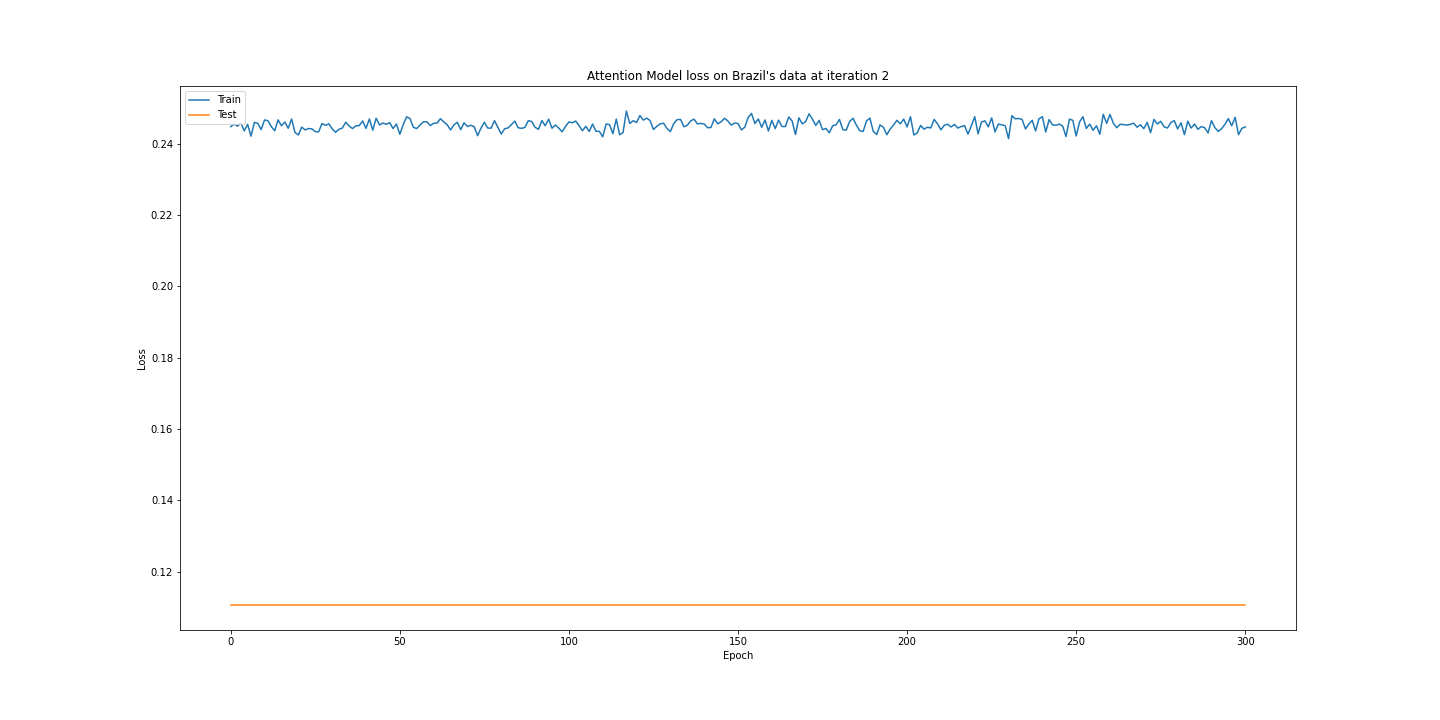 Attention Model loss on Brazil's data at iteration 2
Train
Test
0.24
0.22
0.20
0.18
0.16
0.14
0.12
Loss
0 50 100 150 200 250 300
Epoch